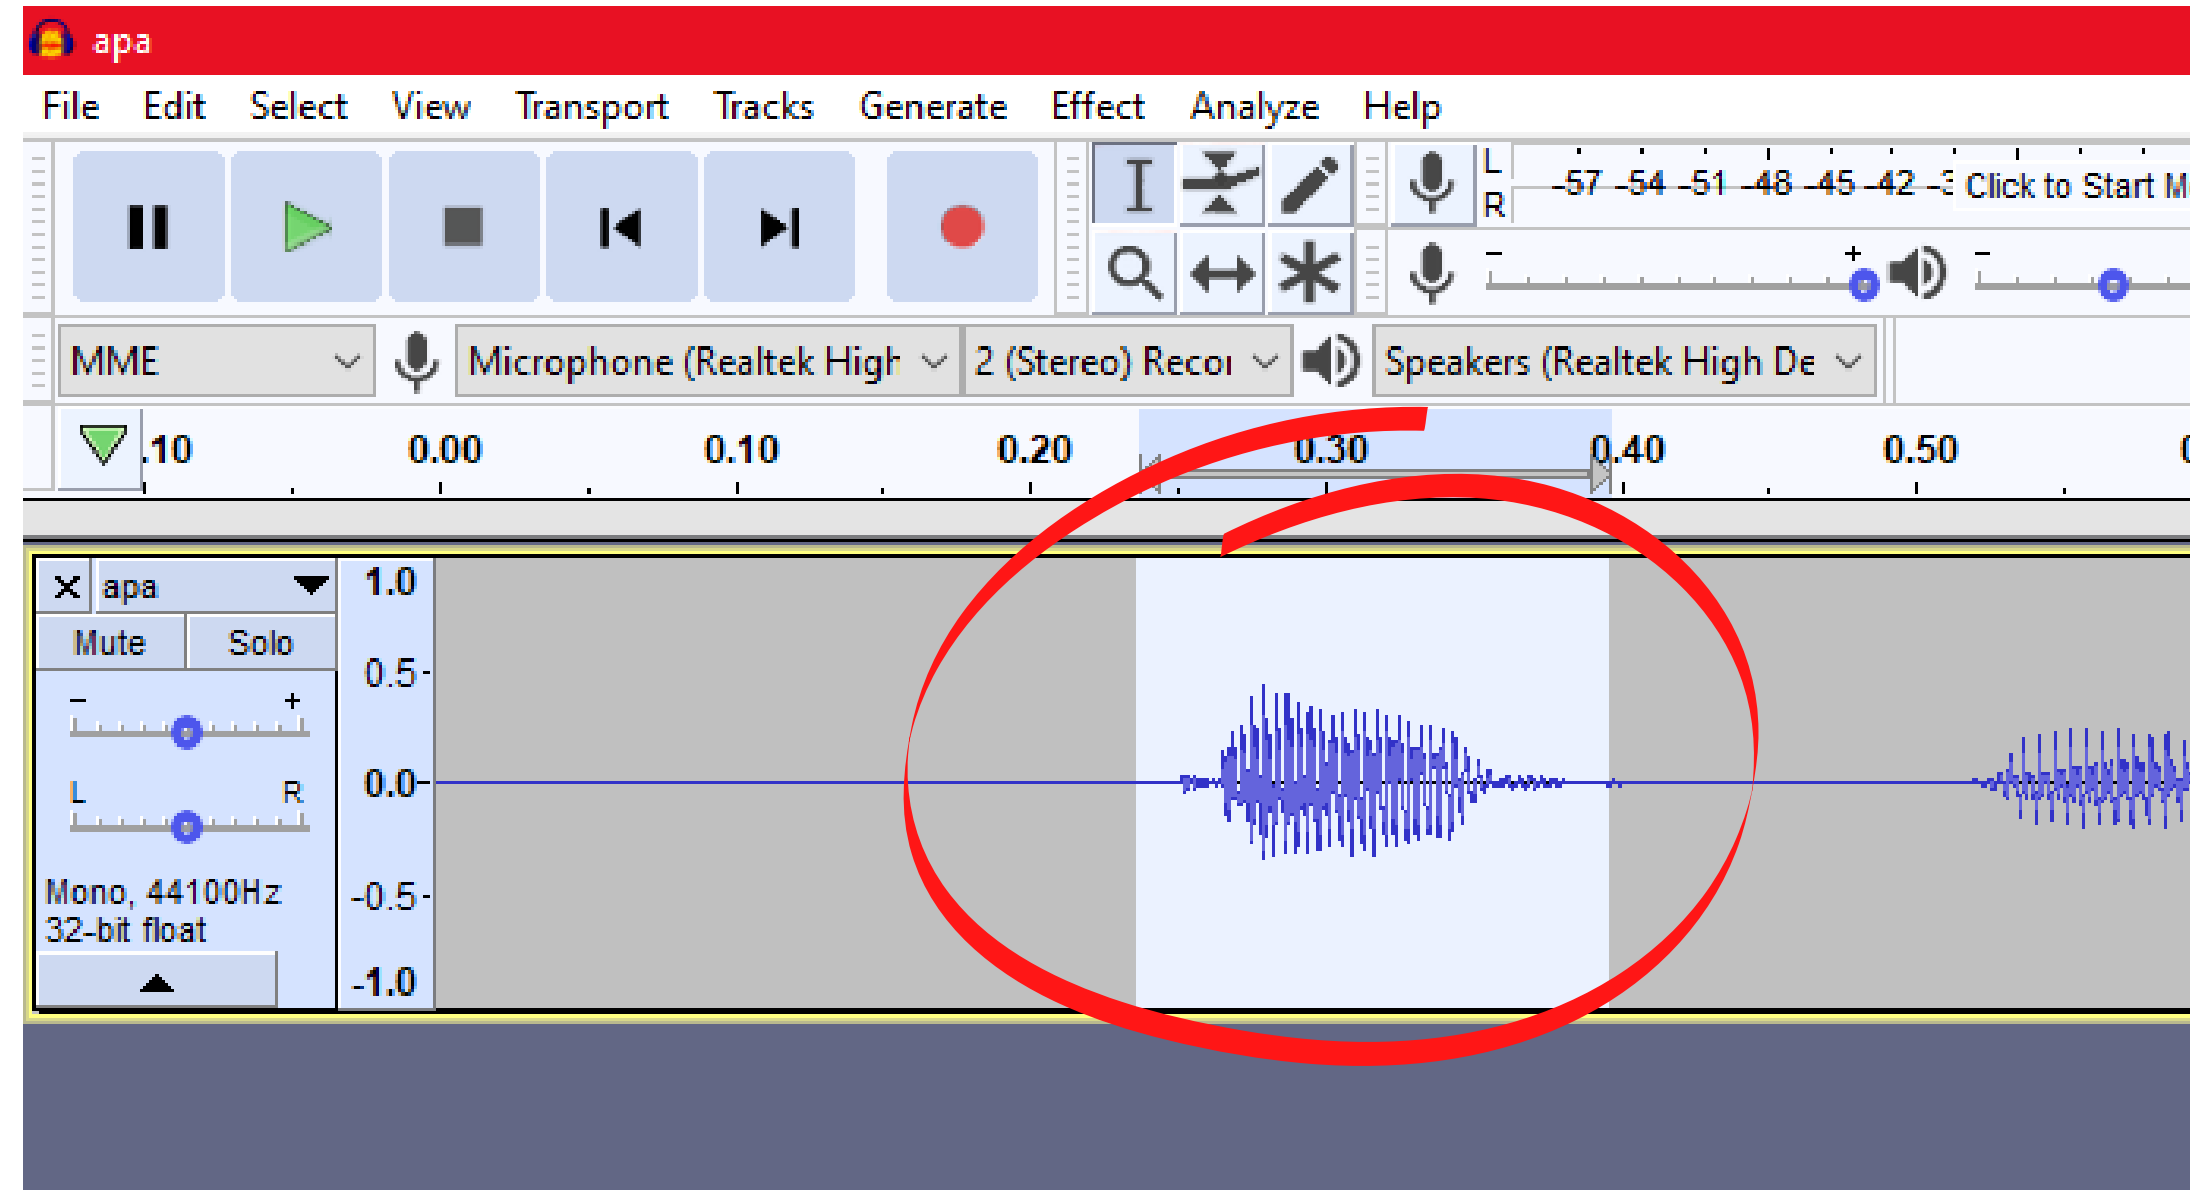 apa
File Edit Select View Transport Tracks Generate Effect Analyze Help
L
R
-57 -54 -51 -48 -45 -42 Click to Start
- + -
MME Microphone (Realtek High 2 (Stereo) Speakers (Realtek High
.10 0.00 0.10 0.20 0.30 0.40 0.50
X apa
Mute Solo
- +
L R
Mono, 44100Hz
32-bit float
1.0
0.5
0.0
-0.5
-1.0